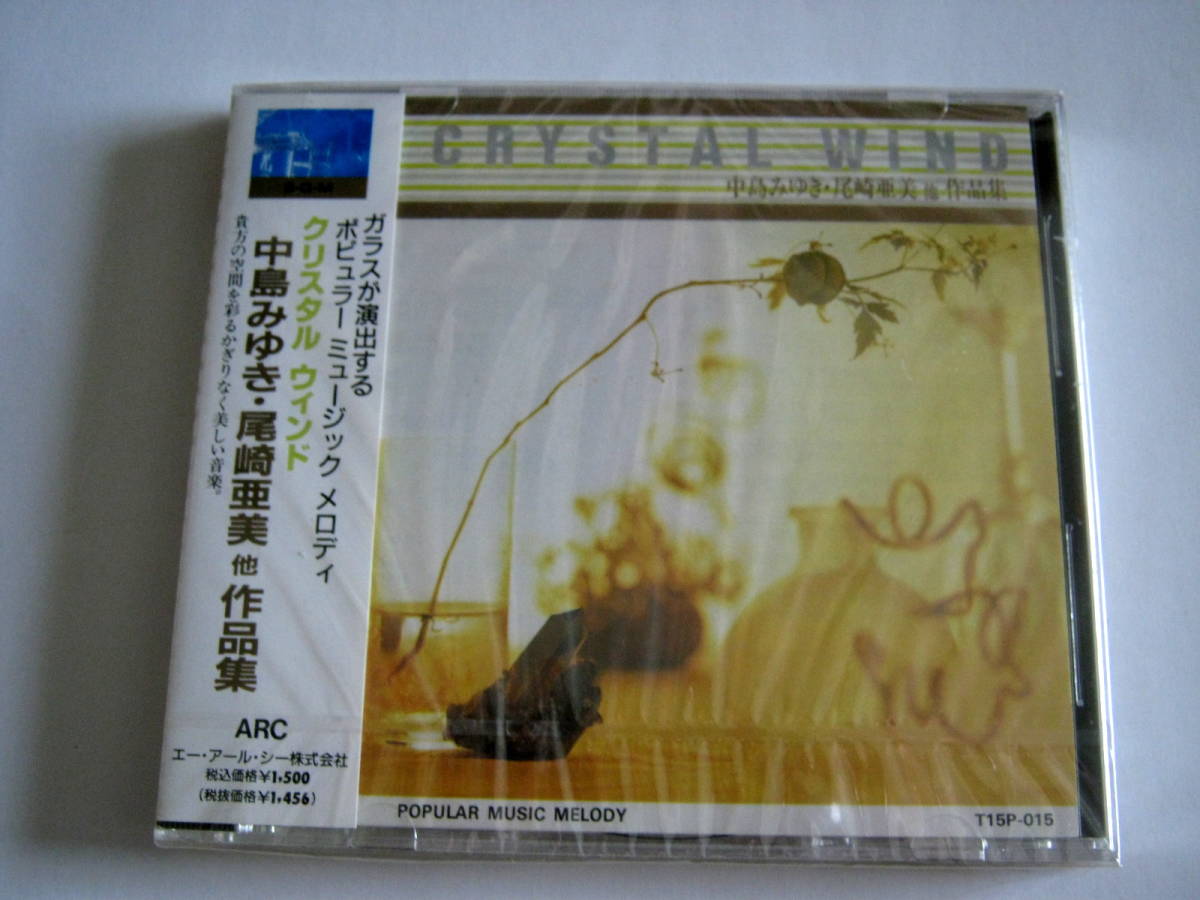 B・G・M
ガラスが演出する
ポピュラー ミュージック メロディ
クリスタル ウインド
中島みゆき・尾崎亜美 他 作品集
貴方の空間を彩るかぎりなく美しい音楽。
ARC
エー・アール・シー株式会社
税込価格¥1,500
(税抜価格¥1,456)
CRYSTAL WIND
中島みゆき・尾崎亜美 他 作品集
POPULAR MUSIC MELODY
T15P-015